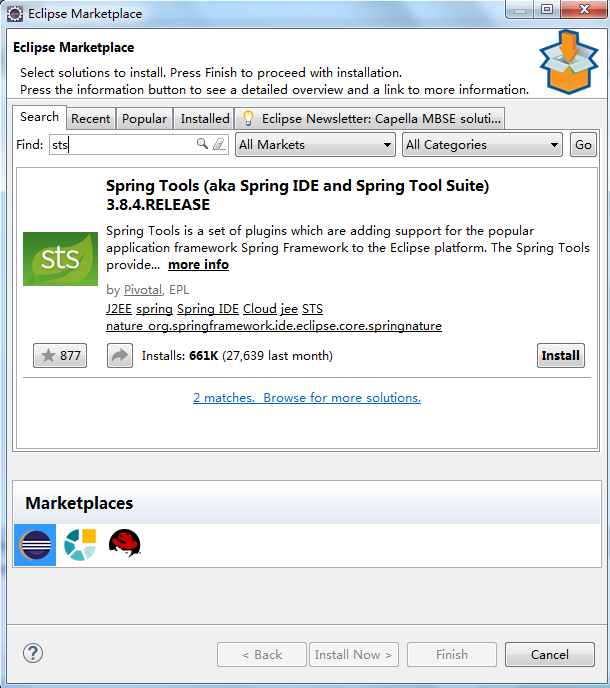 Eclipse Marketplace
Eclipse Marketplace
Select solutions to install. Press Finish to proceed with installation.
Press the information button to see a detailed overview and a link to more information.
Search Recent Popular Installed Eclipse Newsletter: Capella MBSE soluti...
Find: sts All Markets All Categories Go
Spring Tools (aka Spring IDE and Spring Tool Suite)
3.8.4.RELEASE
sts
Spring Tools is a set of plugins which are adding support for the popular
application framework Spring Framework to the Eclipse platform. The Spring Tools
provide... more info
by Pivotal, EPL
J2EE spring Spring IDE Cloud jee STS
nature_org.springframework.ide.eclipse.core.springnature
877 Installs: 661K (27,639 last month) Install
2 matches. Browse for more solutions.
Marketplaces
? < Back Install Now > Finish Cancel